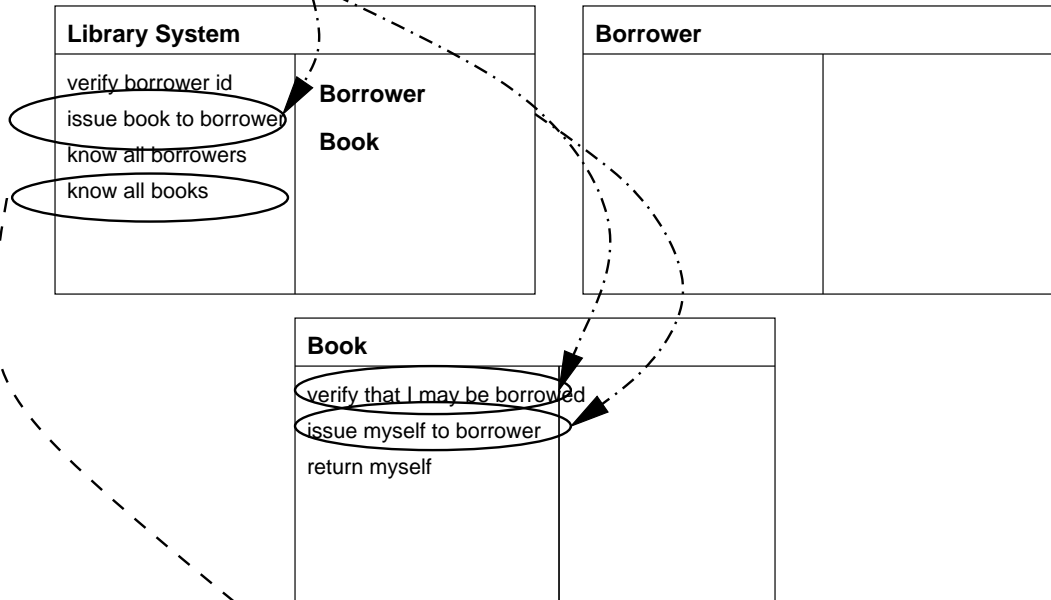 Library System
verify borrower id
issue book to borrower
know all borrowers
know all books
Borrower
Book
Borrower
Book
verify that I may be borrowed
issue myself to borrower
return myself